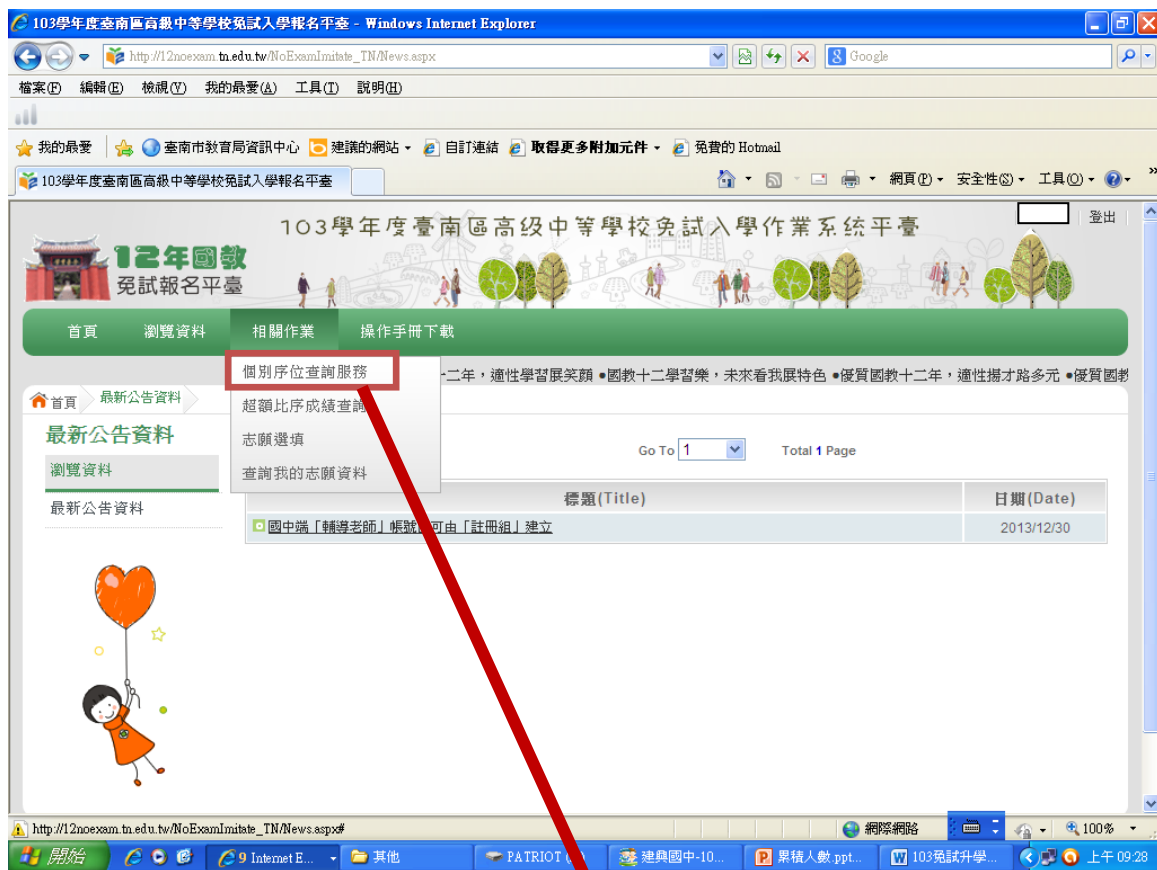 103學年度臺南區高級中等學校免試入學報名平臺 - Windows Internet Explorer
http://12noexam.tn.edu.tw/NoExamImitate_TN/News.aspx
Google
檔案(F) 編輯(E) 檢視(V) 我的最愛(A) 工具(T) 說明(H)
我的最愛 臺南市教育局資訊中心 建議的網站 自訂連結 取得更多附加元件 免費的 Hotmail
103學年度臺南區高級中等學校免試入學報名平臺
網頁(P) 安全性(S) 工具(O) »
登出
103學年度臺南區高级中等學校免試入學作業系統平臺
12年國教
免試報名平臺
首頁 瀏覽資料 相關作業 操作手冊下載
個別序位查詢服務
十二年，適性學習展笑顏 ●國教十二學習樂，未來看我展特色 ●優質國教十二年，適性揚才路多元 ●優質國教
首頁 最新公告資料
超額比序成績查詢
志願選填
查詢我的志願資料
最新公告資料
瀏覽資料
最新公告資料
Go To 1 Total 1 Page
標題(Title) 日期(Date)
國中端「輔導老師」帳號 可由「註冊組」建立 2013/12/30
http://12noexam.tn.edu.tw/NoExamImitate_TN/News.aspx#
網際網路 100%
開始 9 Internet E... 其他 PATRIOT 建興國中-10... 累積人數.ppt... 103免試升學... 上午 09:28